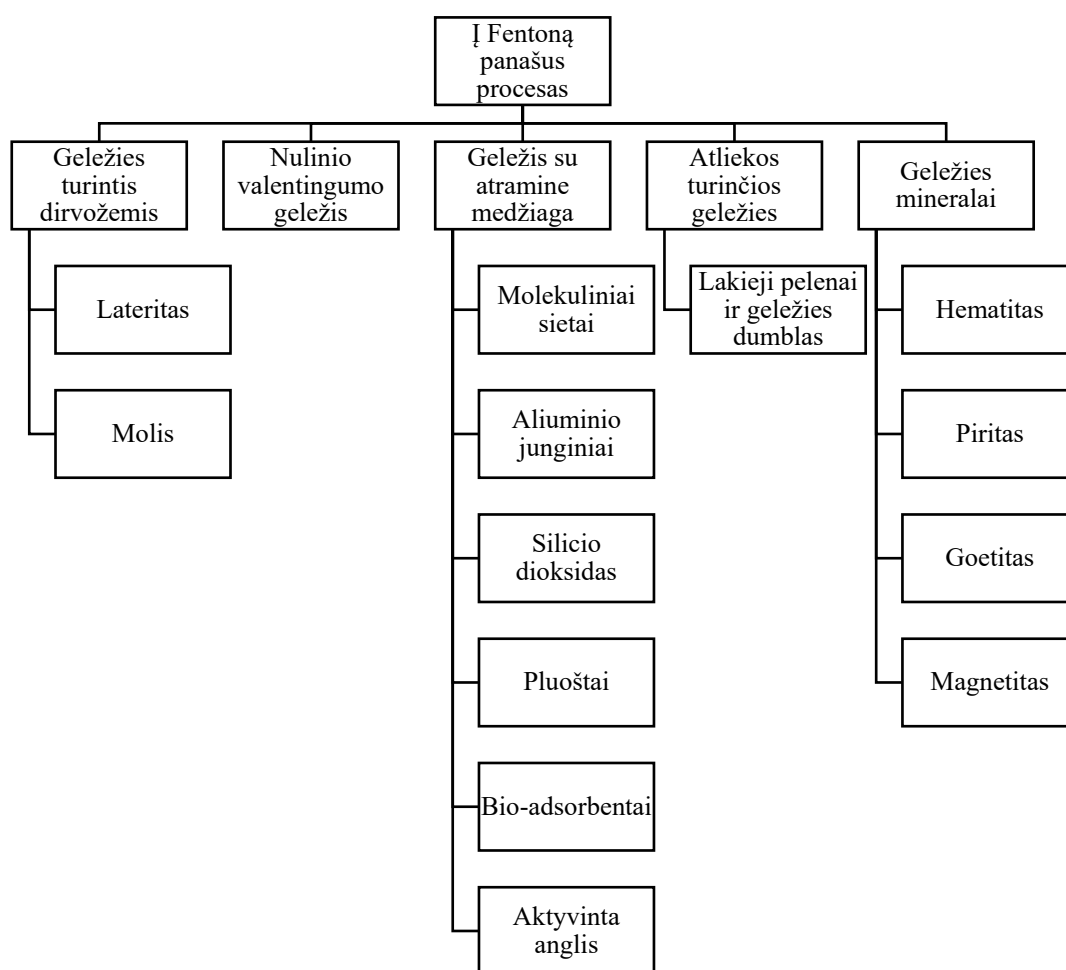 Į Fentoną
panašus
procesas
Geležies
turintis
dirvožemis
Nulinio
valentingumo
geležis
Geležis su
atramine
medžiaga
Atliekos
turinčios
geležies
Geležies
mineralai
Lateritas
Molis
Molekuliniai
sietai
Aliuminio
junginiai
Silicio
dioksidas
Pluoštai
Bio-adsorbentai
Aktyvinta
anglis
Lakieji pelenai
ir geležies
dumblas
Hematitas
Piritas
Goetitas
Magnetitas